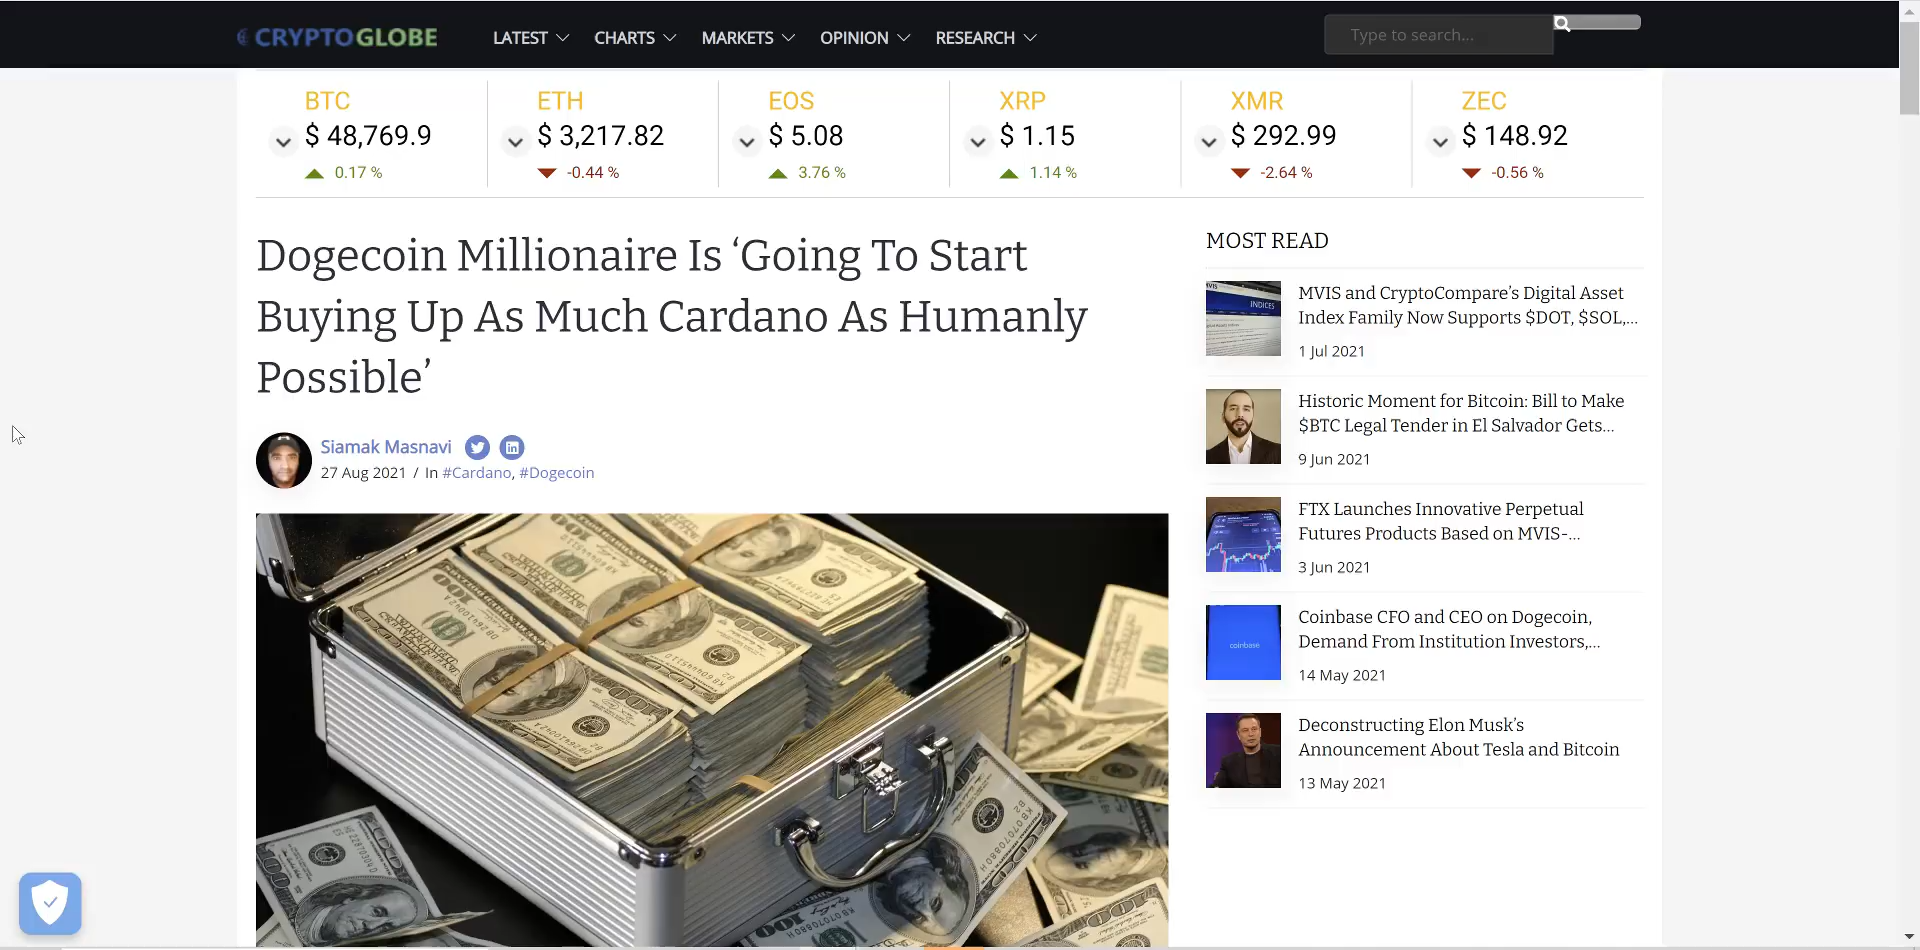 CRYPTOGLOBE
LATEST
CHARTS
MARKETS
OPINION
RESEARCH
Type to search...
BTC
$ 48,769.9
0.17 %
ETH
$ 3,217.82
-0.44 %
EOS
$ 5.08
3.76 %
XRP
$ 1.15
1.14 %
XMR
$ 292.99
-2.64 %
ZEC
$ 148.92
-0.56 %
Dogecoin Millionaire Is ‘Going To Start
Buying Up As Much Cardano As Humanly
Possible’
Siamak Masnavi
27 Aug 2021 / In #Cardano, #Dogecoin
MOST READ
INDICES
MVIS and CryptoCompare’s Digital Asset
Index Family Now Supports $DOT, $SOL,...
1 Jul 2021
Historic Moment for Bitcoin: Bill to Make
$BTC Legal Tender in El Salvador Gets...
9 Jun 2021
FTX Launches Innovative Perpetual
Futures Products Based on MVIS-...
3 Jun 2021
coinbase
Coinbase CFO and CEO on Dogecoin,
Demand From Institution Investors,...
14 May 2021
Deconstructing Elon Musk’s
Announcement About Tesla and Bitcoin
13 May 2021